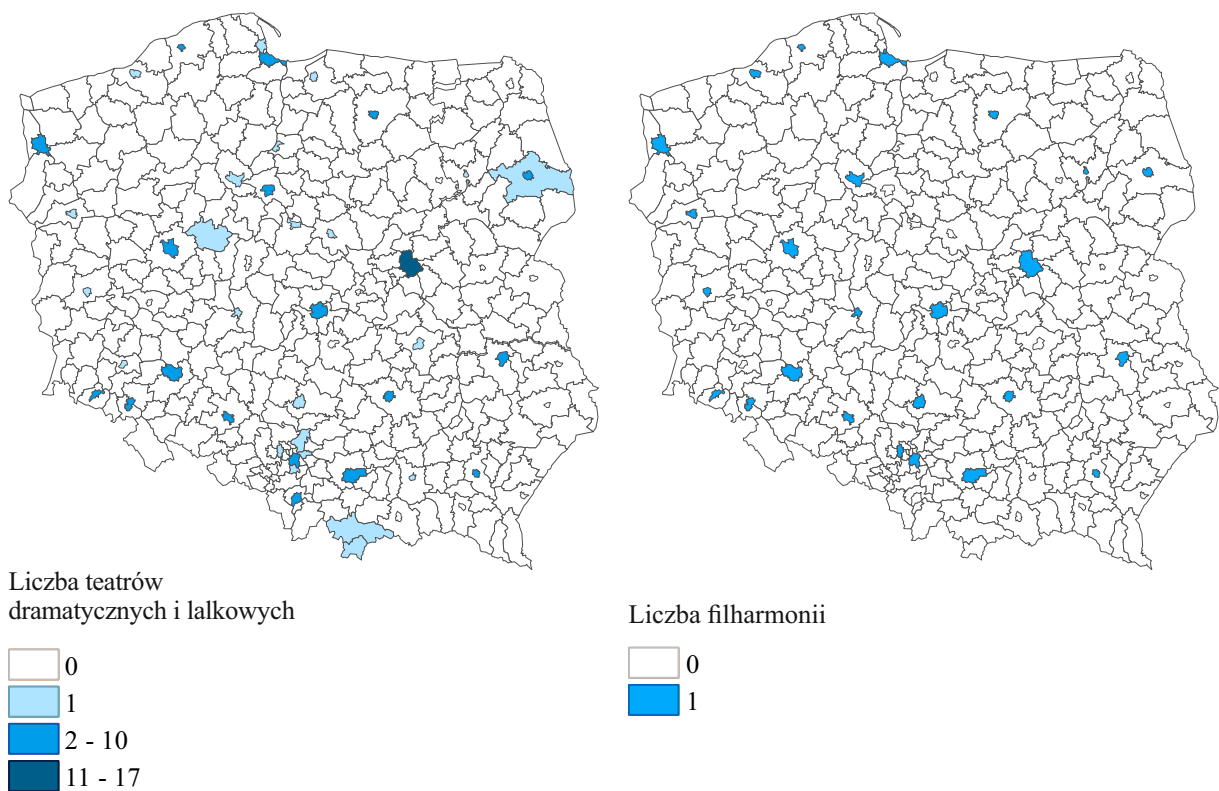 Liczba teatrów
dramatycznych i lalkowych
0
1
2 - 10
11 - 17
Liczba filharmonii
0
1